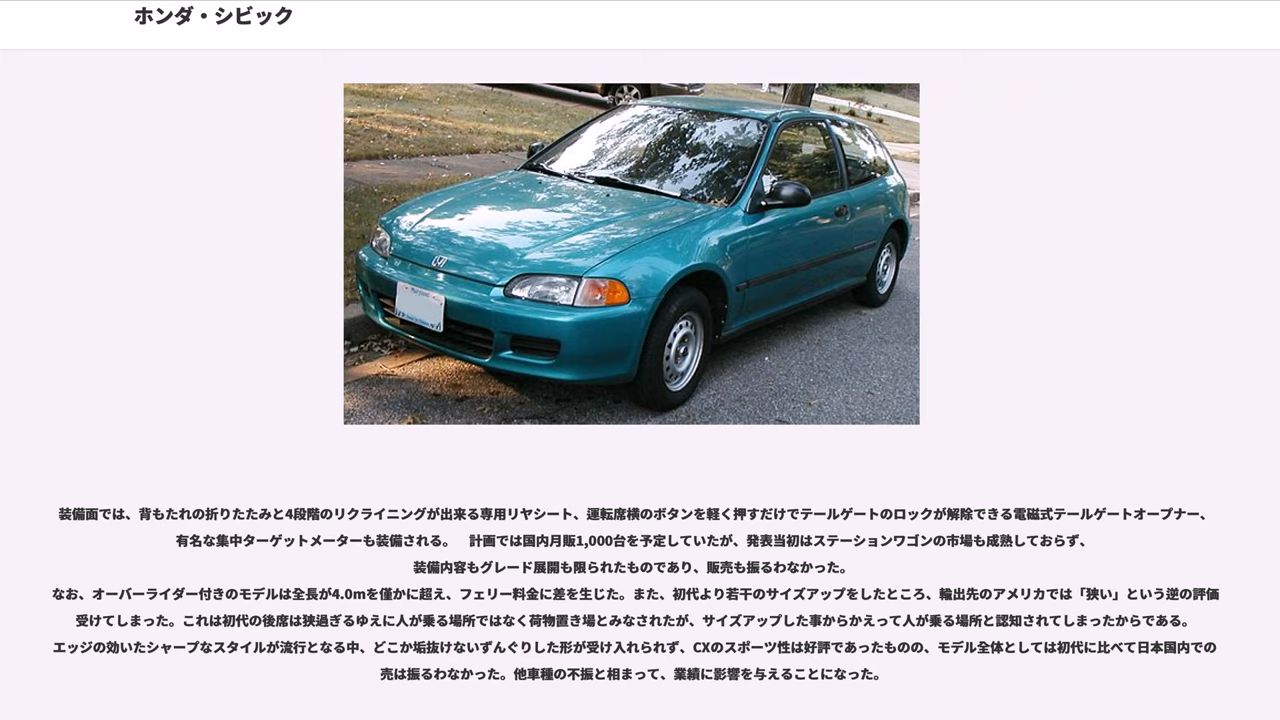 ホンダ・シビック
装備面では、背もたれの折りたたみと4段階のリクライニングが出来る専用リヤシート、運転席横のボタンを軽く押すだけでテールゲートのロックが解除できる電磁式テールゲートオープナー、
有名な集中ターゲットメーターも装備される。　計画では国内月販1,000台を予定していたが、発表当初はステーションワゴンの市場も成熟しておらず、
装備内容もグレード展開も限られたものであり、販売も振るわなかった。
なお、オーバーライダー付きのモデルは全長が4.0mを僅かに超え、フェリー料金に差を生じた。また、初代より若干のサイズアップをしたところ、輸出先のアメリカでは「狭い」という逆の評価
受けてしまった。これは初代の後席は狭過ぎるゆえに人が乗る場所ではなく荷物置き場とみなされたが、サイズアップした事からかえって人が乗る場所と認知されてしまったからである。
エッジの効いたシャープなスタイルが流行となる中、どこか垢抜けないずんぐりした形が受け入れられず、CXのスポーツ性は好評であったものの、モデル全体としては初代に比べて日本国内での
売は振るわなかった。他車種の不振と相まって、業績に影響を与えることになった。